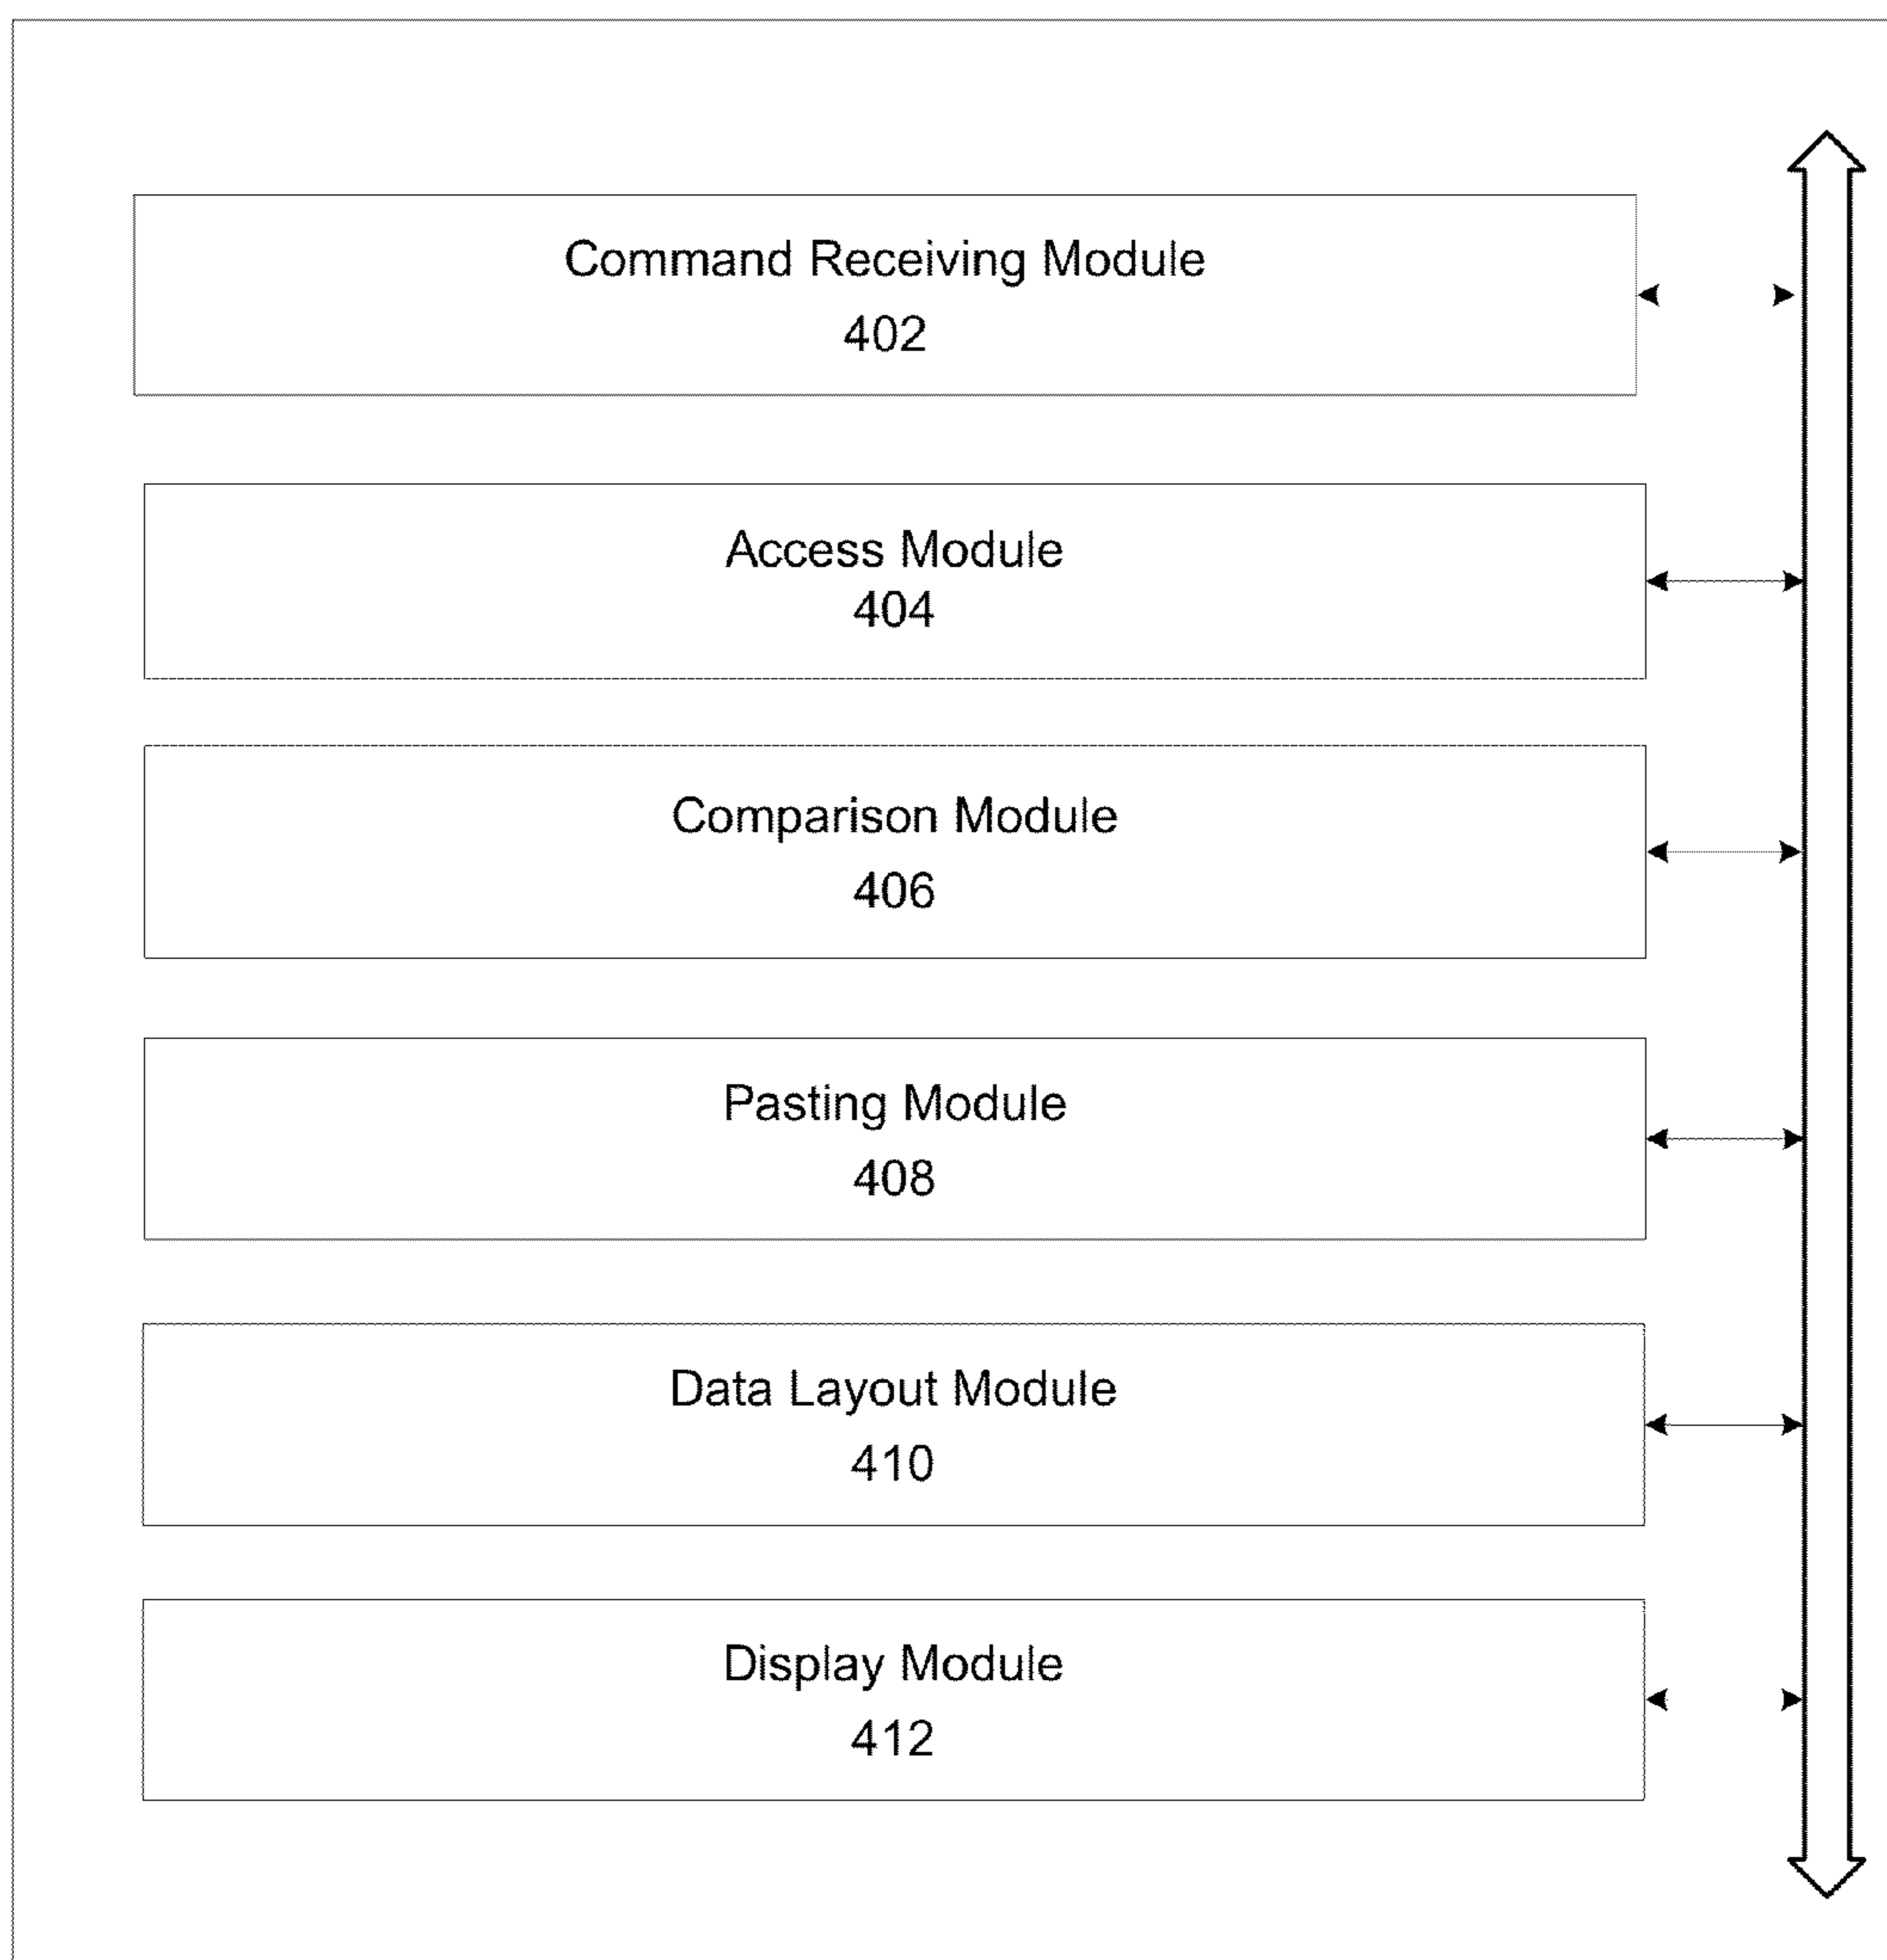 Command Receiving Module
402
Access Module
404
Comparison Module
406
Pasting Module
408
Data Layout Module
410
Display Module
412